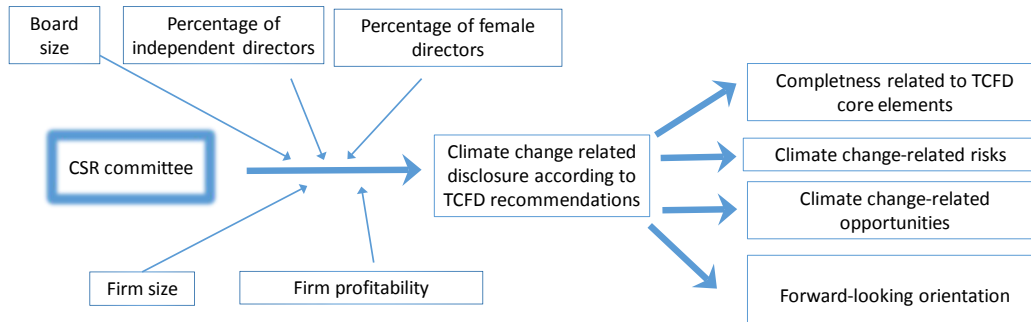 Board
size
Percentage of
independent directors
Percentage of female
directors
CSR committee
Climate change related
disclosure according to
TCFD recommendations
Firm size
Firm profitability
Completness related to TCFD
core elements
Climate change-related risks
Climate change-related
opportunities
Forward-looking orientation